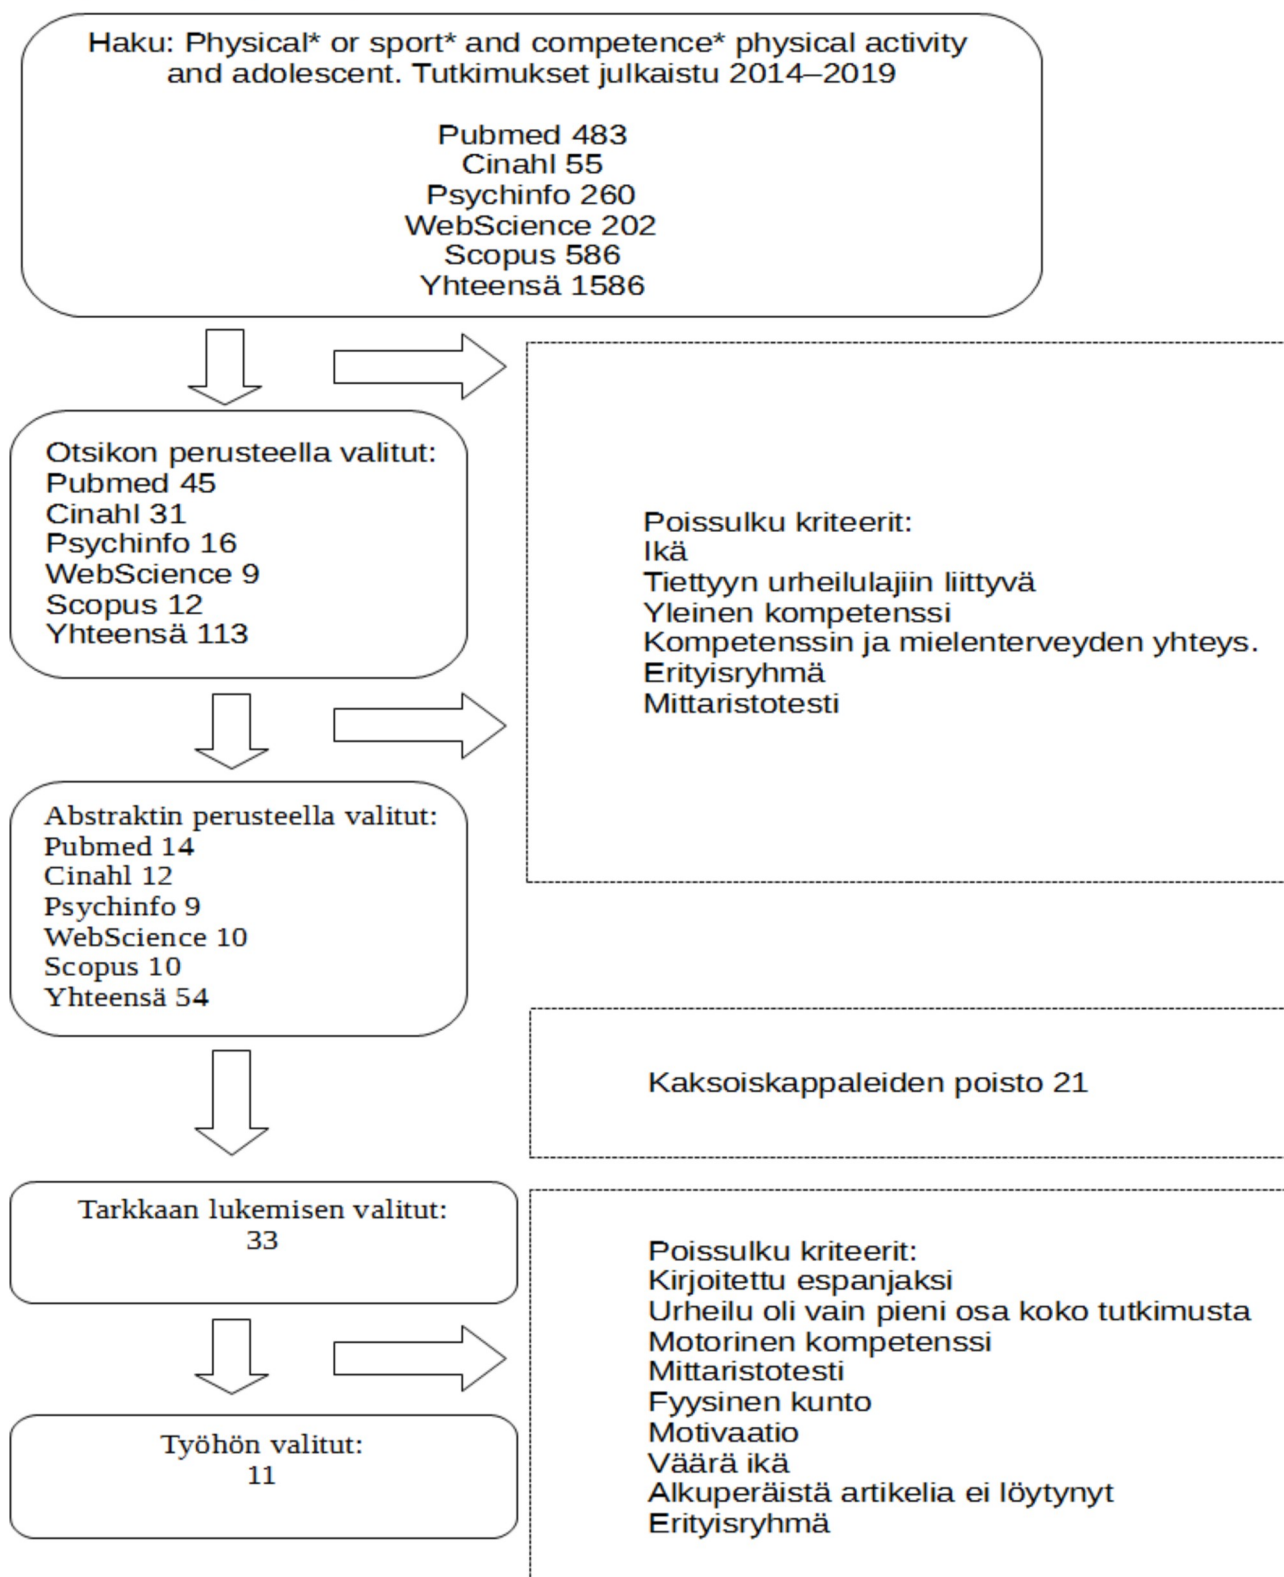 Haku: Physical* or sport* and competence* physical activity
and adolescent. Tutkimukset julkaistu 2014–2019
Pubmed 483
Cinahl 55
Psychinfo 260
WebScience 202
Scopus 586
Yhteensä 1586
Otsikon perusteella valitut:
Pubmed 45
Cinahl 31
Psychinfo 16
WebScience 9
Scopus 12
Yhteensä 113
Poissulku kriteerit:
Ikä
Tiettyyn urheilulajiin liittyvä
Yleinen kompetenssi
Kompetenssin ja mielenterveyden yhteys.
Erityisryhmä
Mittaristotesti
Abstraktin perusteella valitut:
Pubmed 14
Cinahl 12
Psychinfo 9
WebScience 10
Scopus 10
Yhteensä 54
Kaksoiskappaleiden poisto 21
Tarkkaan lukemisen valitut:
33
Poissulku kriteerit:
Kirjoitettu espanjaksi
Urheilu oli vain pieni osa koko tutkimusta
Motorinen kompetenssi
Mittaristotesti
Fyysinen kunto
Motivaatio
Väärä ikä
Alkuperäistä artikelia ei löytynyt
Erityisryhmä
Työhön valitut:
11